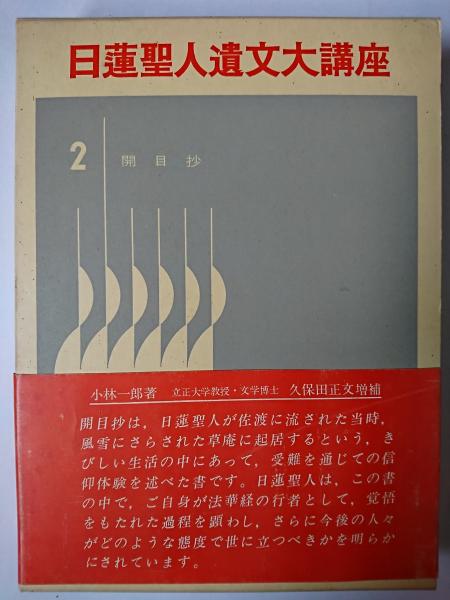 日蓮聖人遺文大講座
2 開目抄
小林一郎著 立正大学教授・文学博士 久保田正文増補
開目抄は，日蓮聖人が佐渡に流された当時，
風雪にさらされた草庵に起居するという，き
びしい生活の中にあって，受難を通じての信
仰体験を述べた書です。日蓮聖人は，この書
の中で，ご自身が法華経の行者として，覚悟
をもたれた過程を顕わし，さらに今後の人々
がどのような態度で世に立つべきかを明らか
にされています。